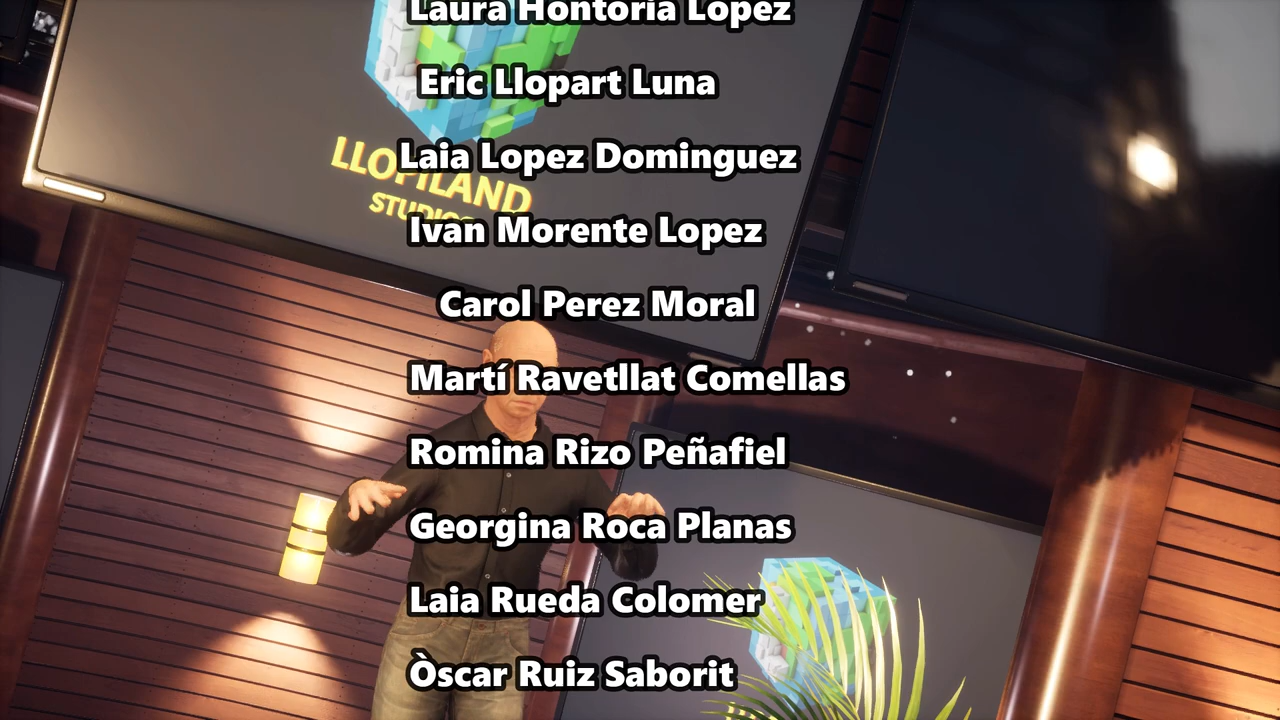 Laura Hontoria Lopez
Eric Llopart Luna
LLOPILAND
STUDIOS
Laia Lopez Dominguez
Ivan Morente Lopez
Carol Perez Moral
Martí Ravetllat Comellas
Romina Rizo Peñafiel
Georgina Roca Planas
Laia Rueda Colomer
Òscar Ruiz Saborit